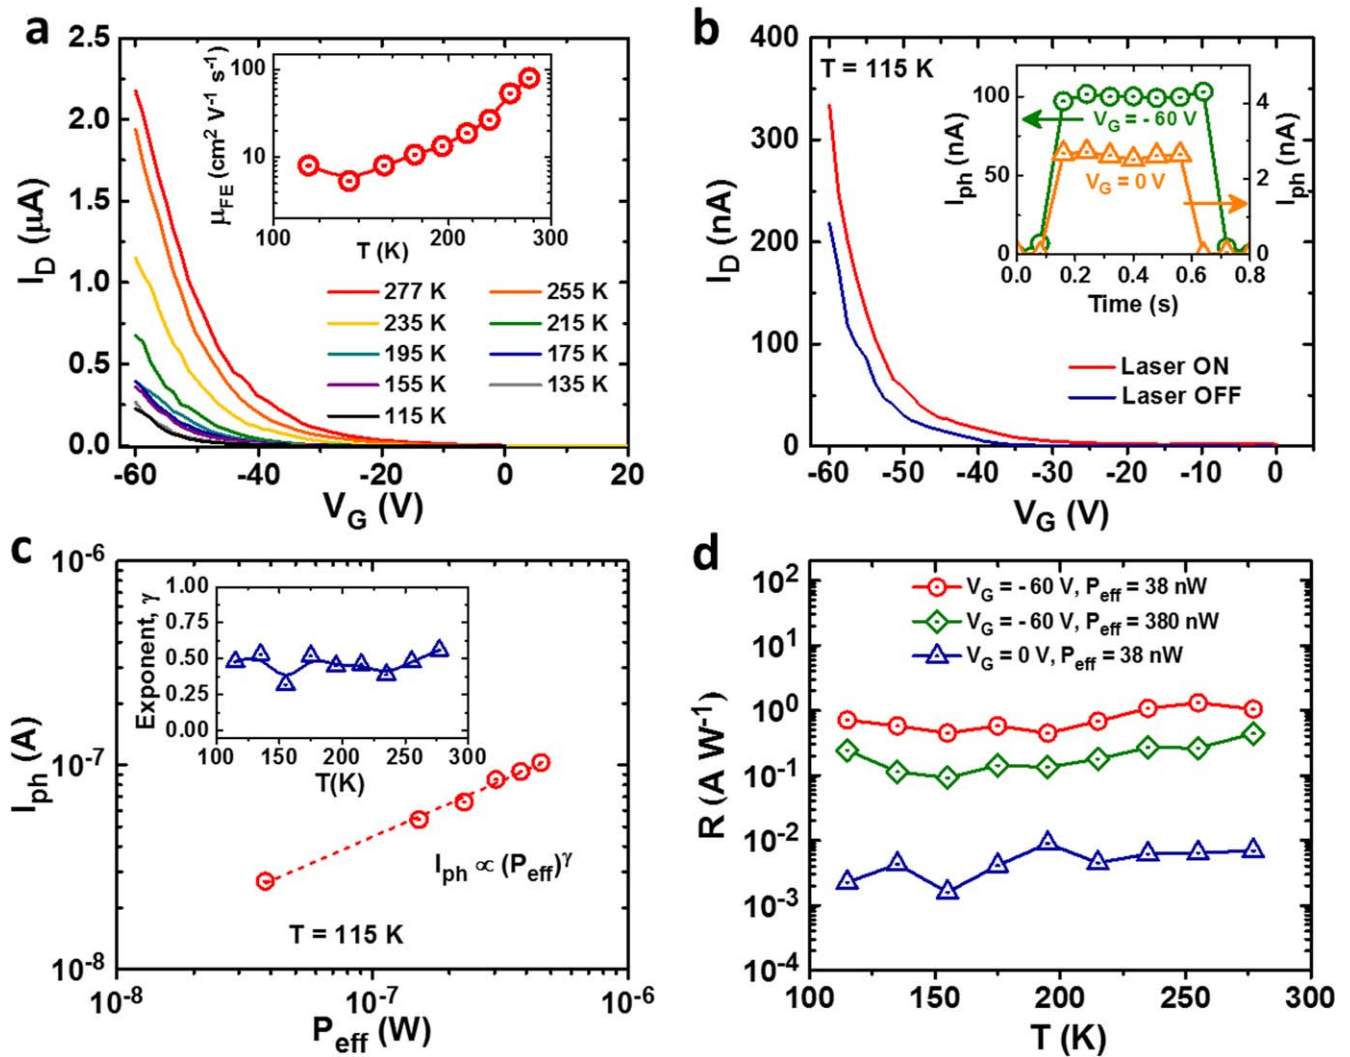 a
2.5
2.0
1.5
1.0
0.5
0.0
I_D (μA)
-60 -40 -20 0 20
V_G (V)
μ_FE (cm² V⁻¹ s⁻¹)
100
10
100 200 300
T (K)
277 K 255 K
235 K 215 K
195 K 175 K
155 K 135 K
115 K
b
400
300
200
100
0
I_D (nA)
-60 -50 -40 -30 -20 -10 0
V_G (V)
T = 115 K
I_ph (nA)
100
50
0
V_G = - 60 V
V_G = 0 V
4
2
0
I_ph (nA)
0.0 0.2 0.4 0.6 0.8
Time (s)
Laser ON
Laser OFF
c
10⁻⁶
10⁻⁷
10⁻⁸
I_ph (A)
10⁻⁸ 10⁻⁷ 10⁻⁶
P_eff (W)
Exponent, γ
1.00
0.75
0.50
0.25
0.00
100 150 200 250 300
T(K)
I_ph ∝ (P_eff)^γ
T = 115 K
d
10²
10¹
10⁰
10⁻¹
10⁻²
10⁻³
10⁻⁴
R (A W⁻¹)
100 150 200 250 300
T (K)
V_G = - 60 V, P_eff = 38 nW
V_G = - 60 V, P_eff = 380 nW
V_G = 0 V, P_eff = 38 nW